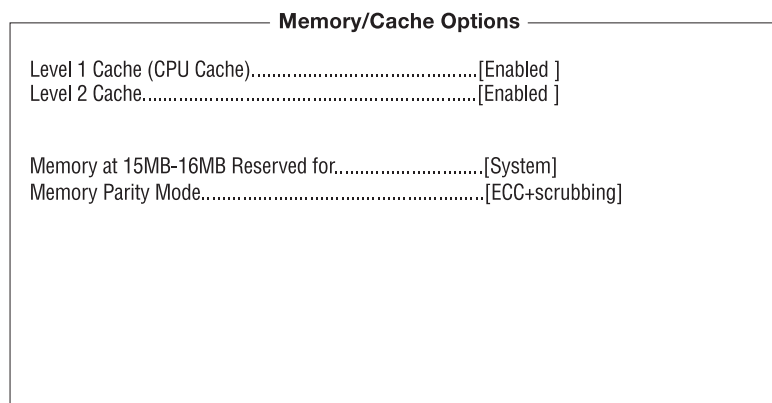 Memory/Cache Options
Level 1 Cache (CPU Cache)..........................................[Enabled ]
Level 2 Cache...............................................................[Enabled ]
Memory at 15MB-16MB Reserved for............................[System]
Memory Parity Mode.....................................................[ECC+scrubbing]